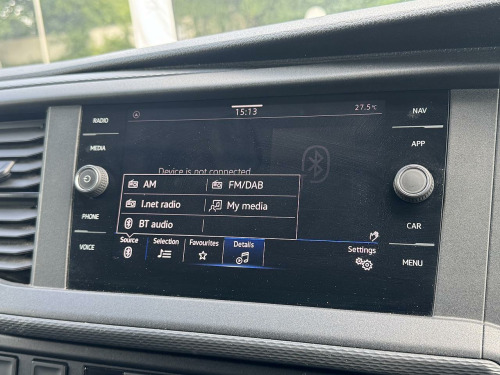 15:13
27.5°C
RADIO
MEDIA
PHONE
VOICE
NAV
APP
CAR
MENU
Device is not connected
AM
FM/DAB
I.net radio
My media
BT audio
Source
Selection
Favourites
Details
Settings